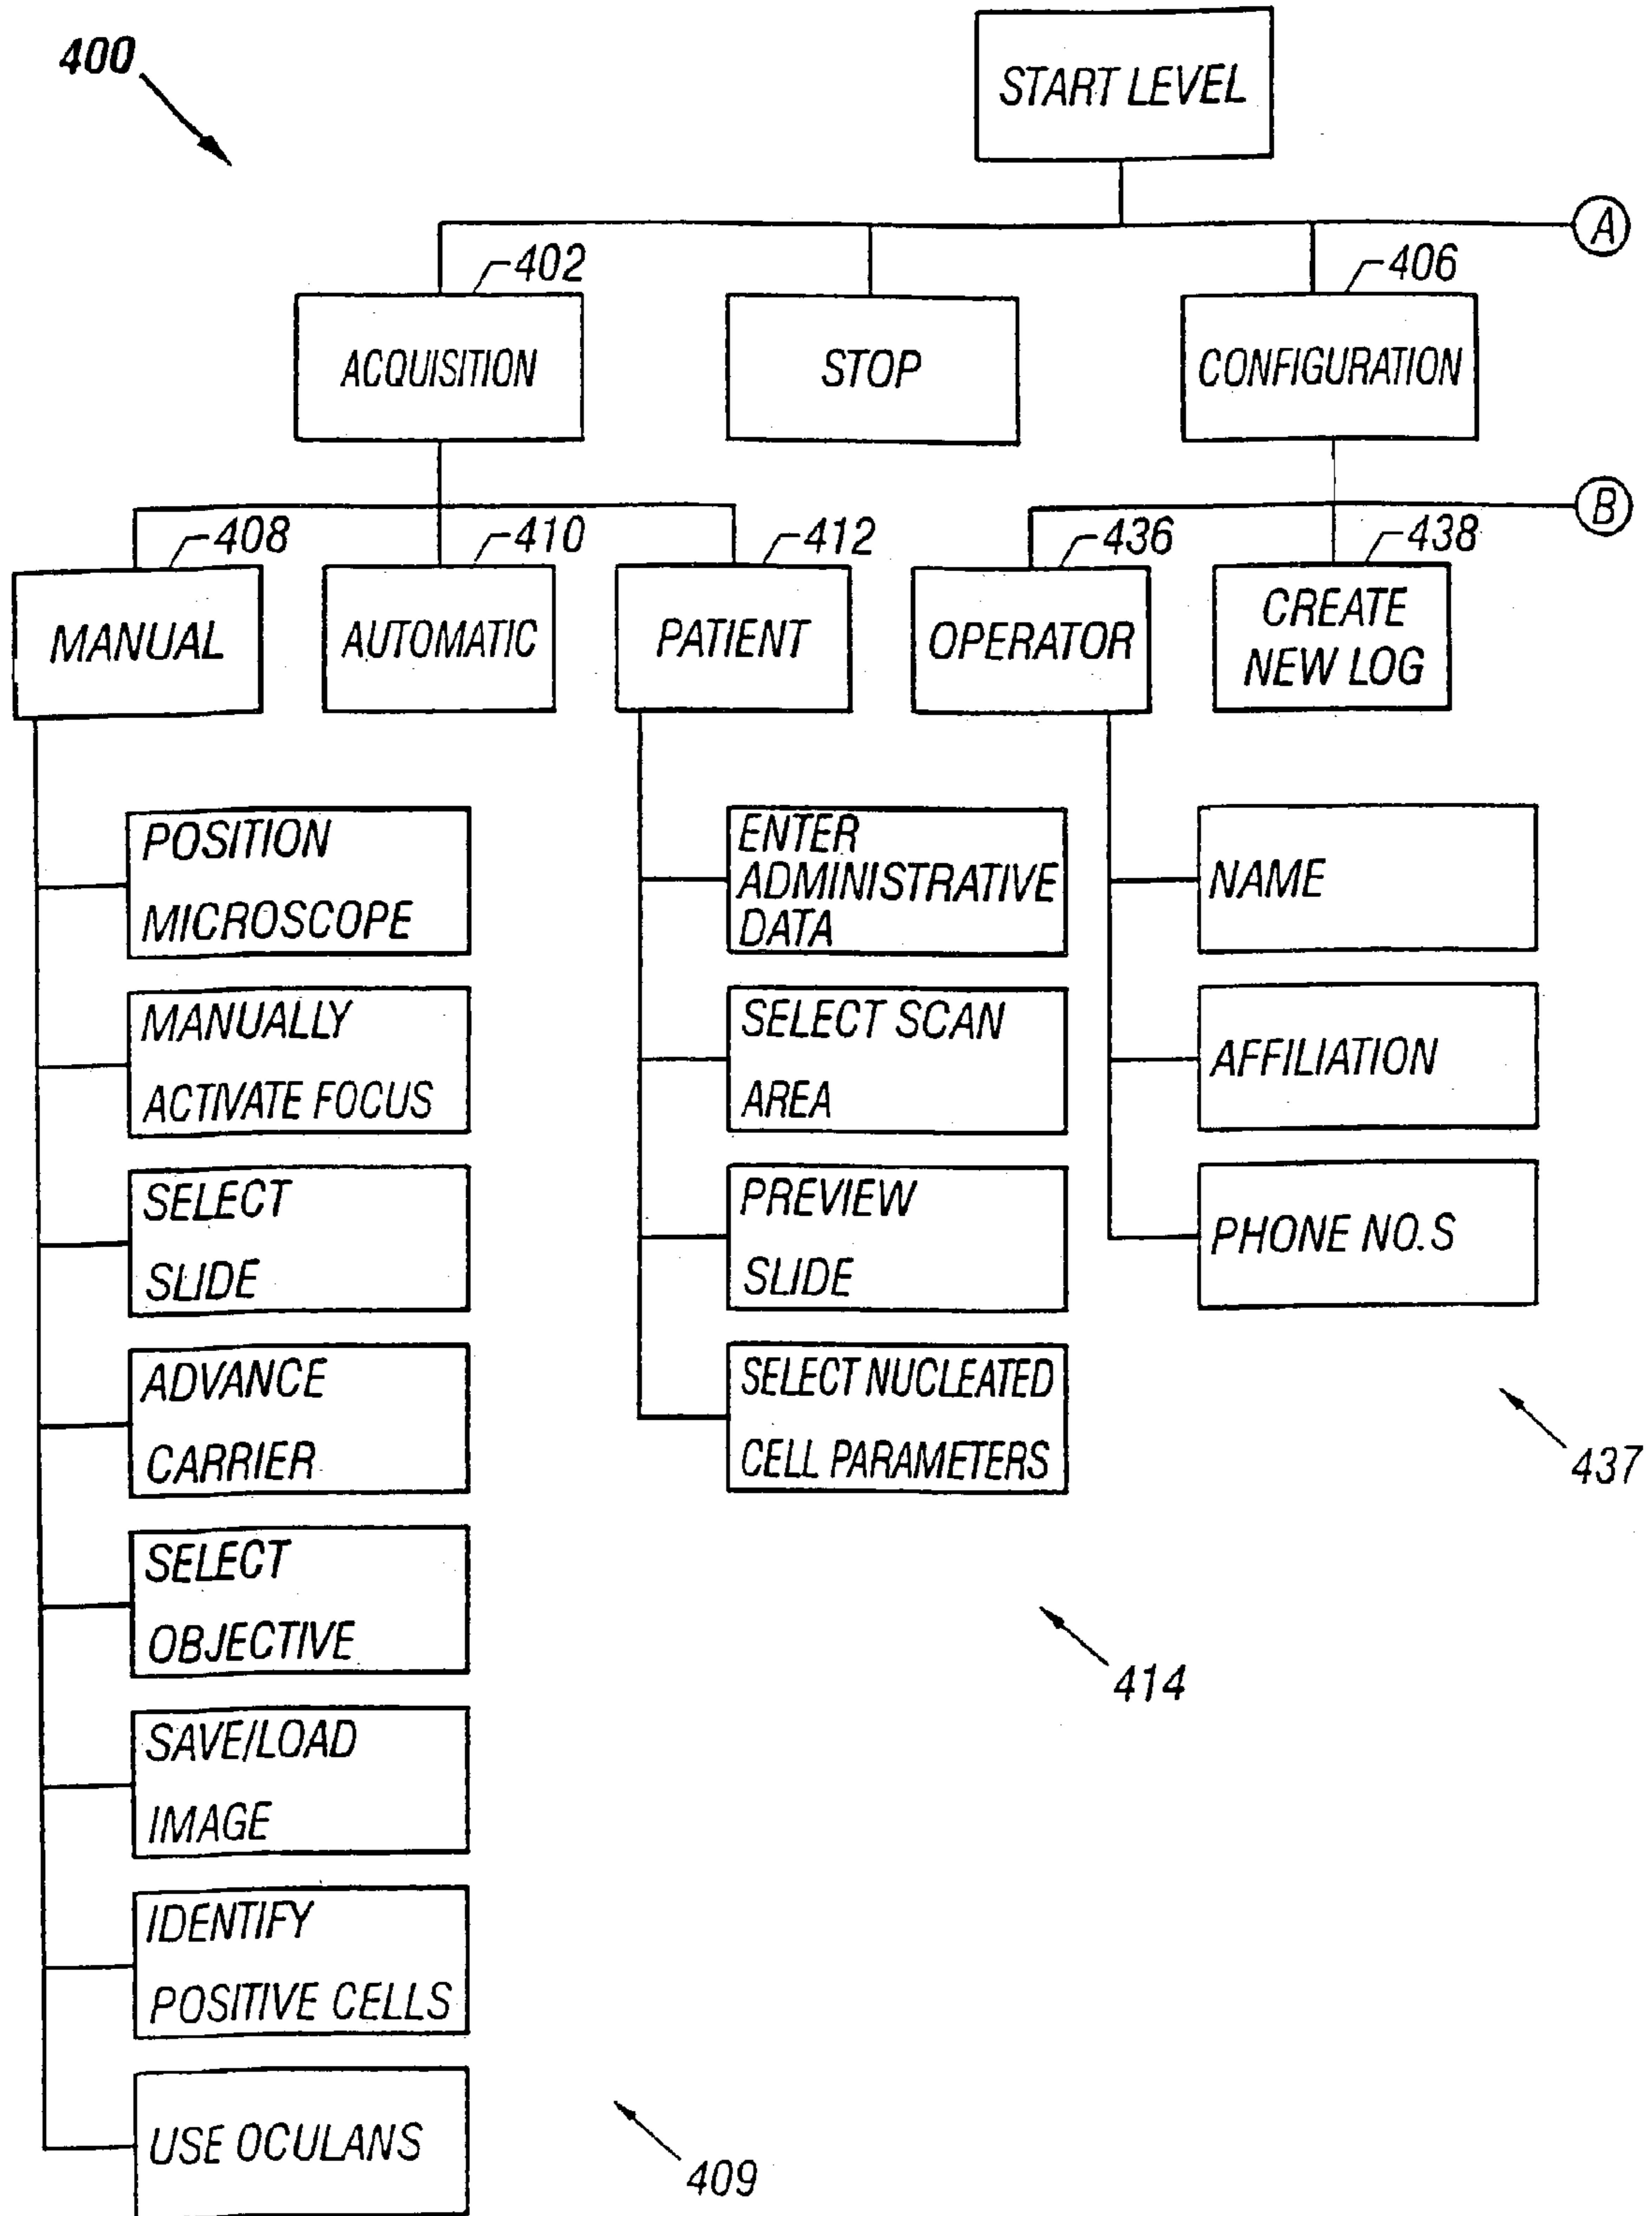 400
START LEVEL
A
402
406
ACQUISITION
STOP
CONFIGURATION
B
408
410
412
436
438
MANUAL
AUTOMATIC
PATIENT
OPERATOR
CREATE
NEW LOG
POSITION
MICROSCOPE
MANUALLY
ACTIVATE FOCUS
SELECT
SLIDE
ADVANCE
CARRIER
SELECT
OBJECTIVE
SAVE/LOAD
IMAGE
IDENTIFY
POSITIVE CELLS
USE OCULANS
409
ENTER
ADMINISTRATIVE
DATA
SELECT SCAN
AREA
PREVIEW
SLIDE
SELECT NUCLEATED
CELL PARAMETERS
414
NAME
AFFILIATION
PHONE NO.S
437